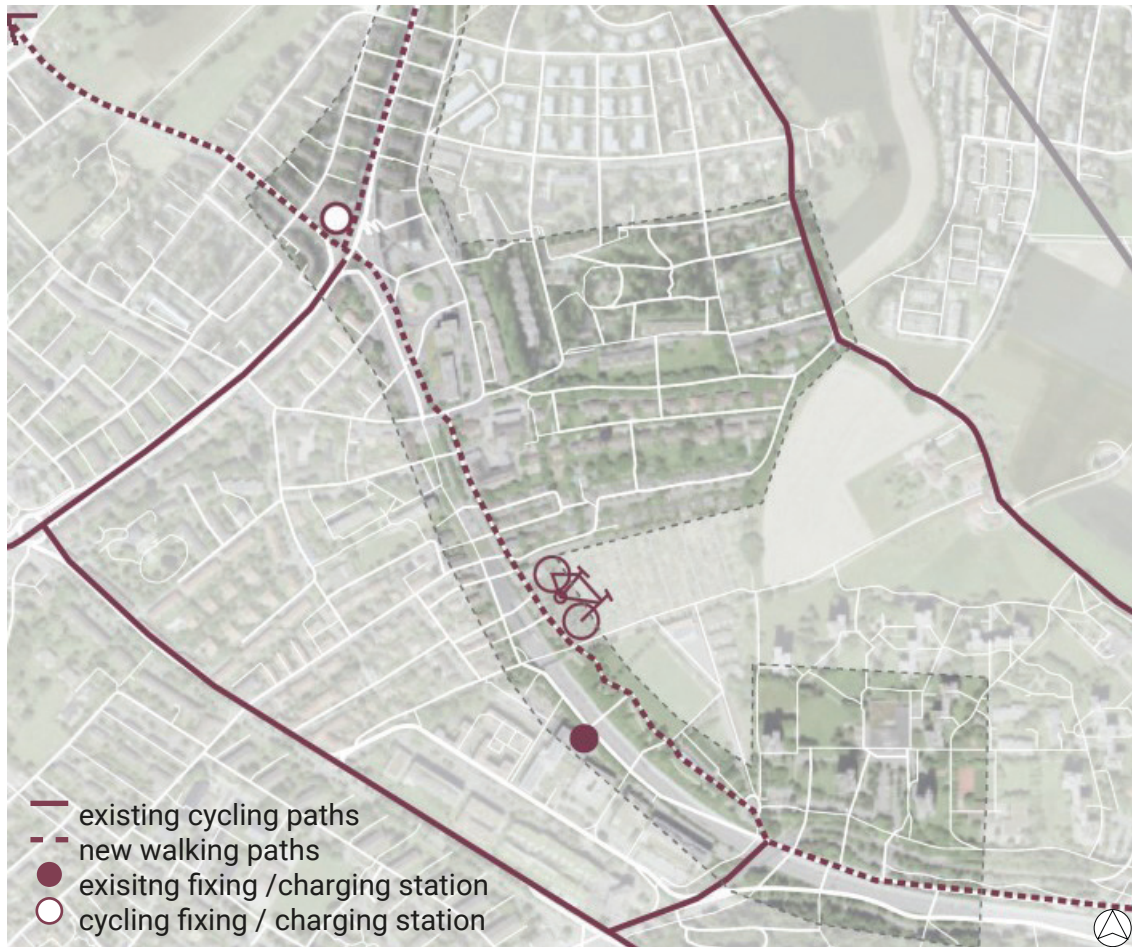 existing cycling paths
new walking paths
exisitng fixing /charging station
cycling fixing / charging station